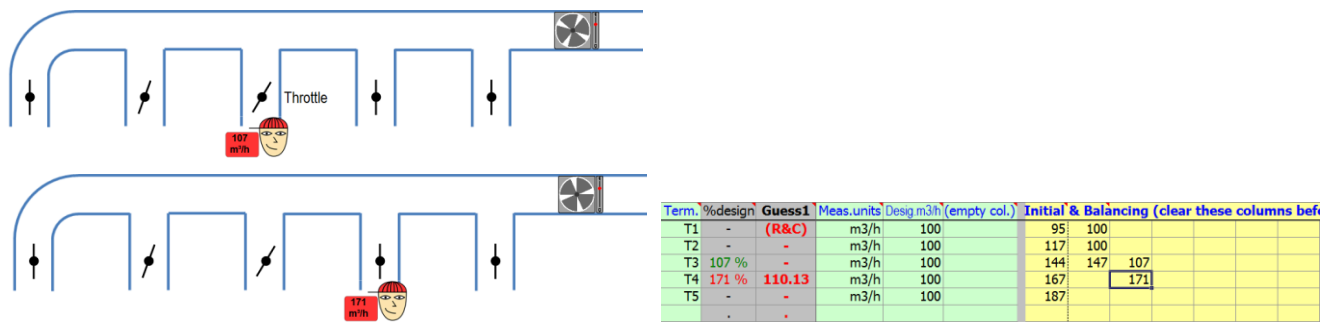 Throttle
107
m³/h
171
m³/h
Term. %design Guess1 Meas.units Desig.m3/h (empty col.) Initial & Balancing (clear these columns befo
T1 - (R&C) m3/h 100 95 100
T2 - - m3/h 100 117 100
T3 107 % - m3/h 100 144 147 107
T4 171 % 110.13 m3/h 100 167 171
T5 - - m3/h 100 187
. .